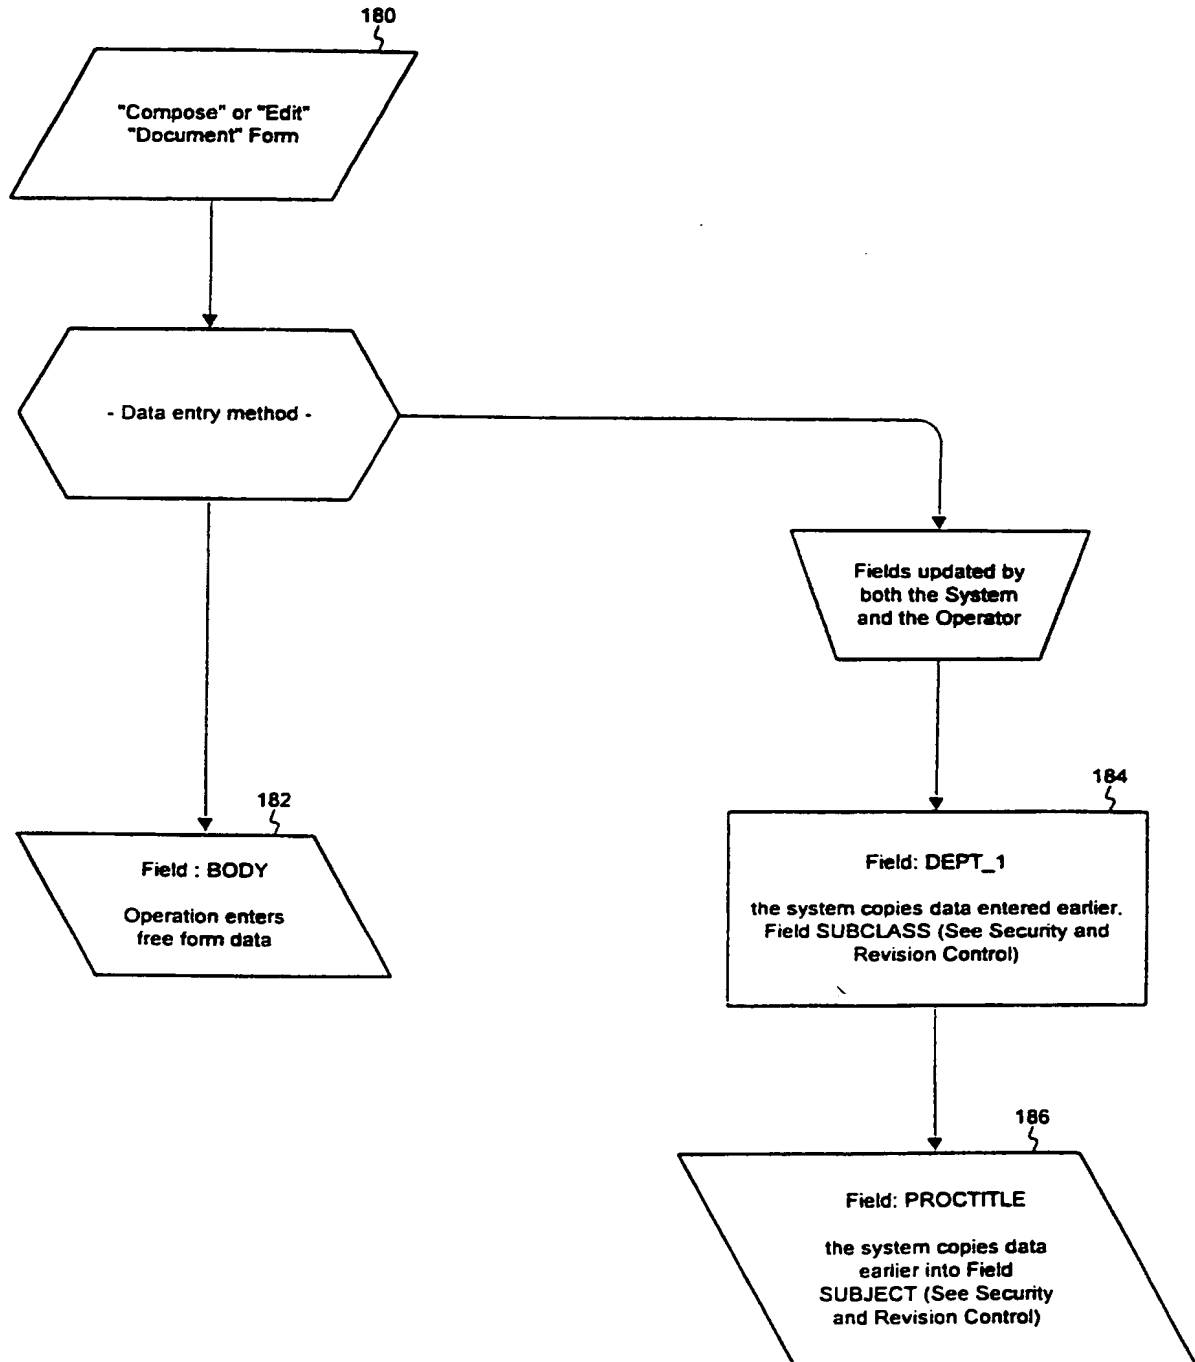 180
"Compose" or "Edit"
"Document" Form
- Data entry method -
Fields updated by
both the System
and the Operator
182
Field : BODY
Operation enters
free form data
184
Field: DEPT_1
the system copies data entered earlier.
Field SUBCLASS (See Security and
Revision Control)
186
Field: PROCTITLE
the system copies data
earlier into Field
SUBJECT (See Security
and Revision Control)